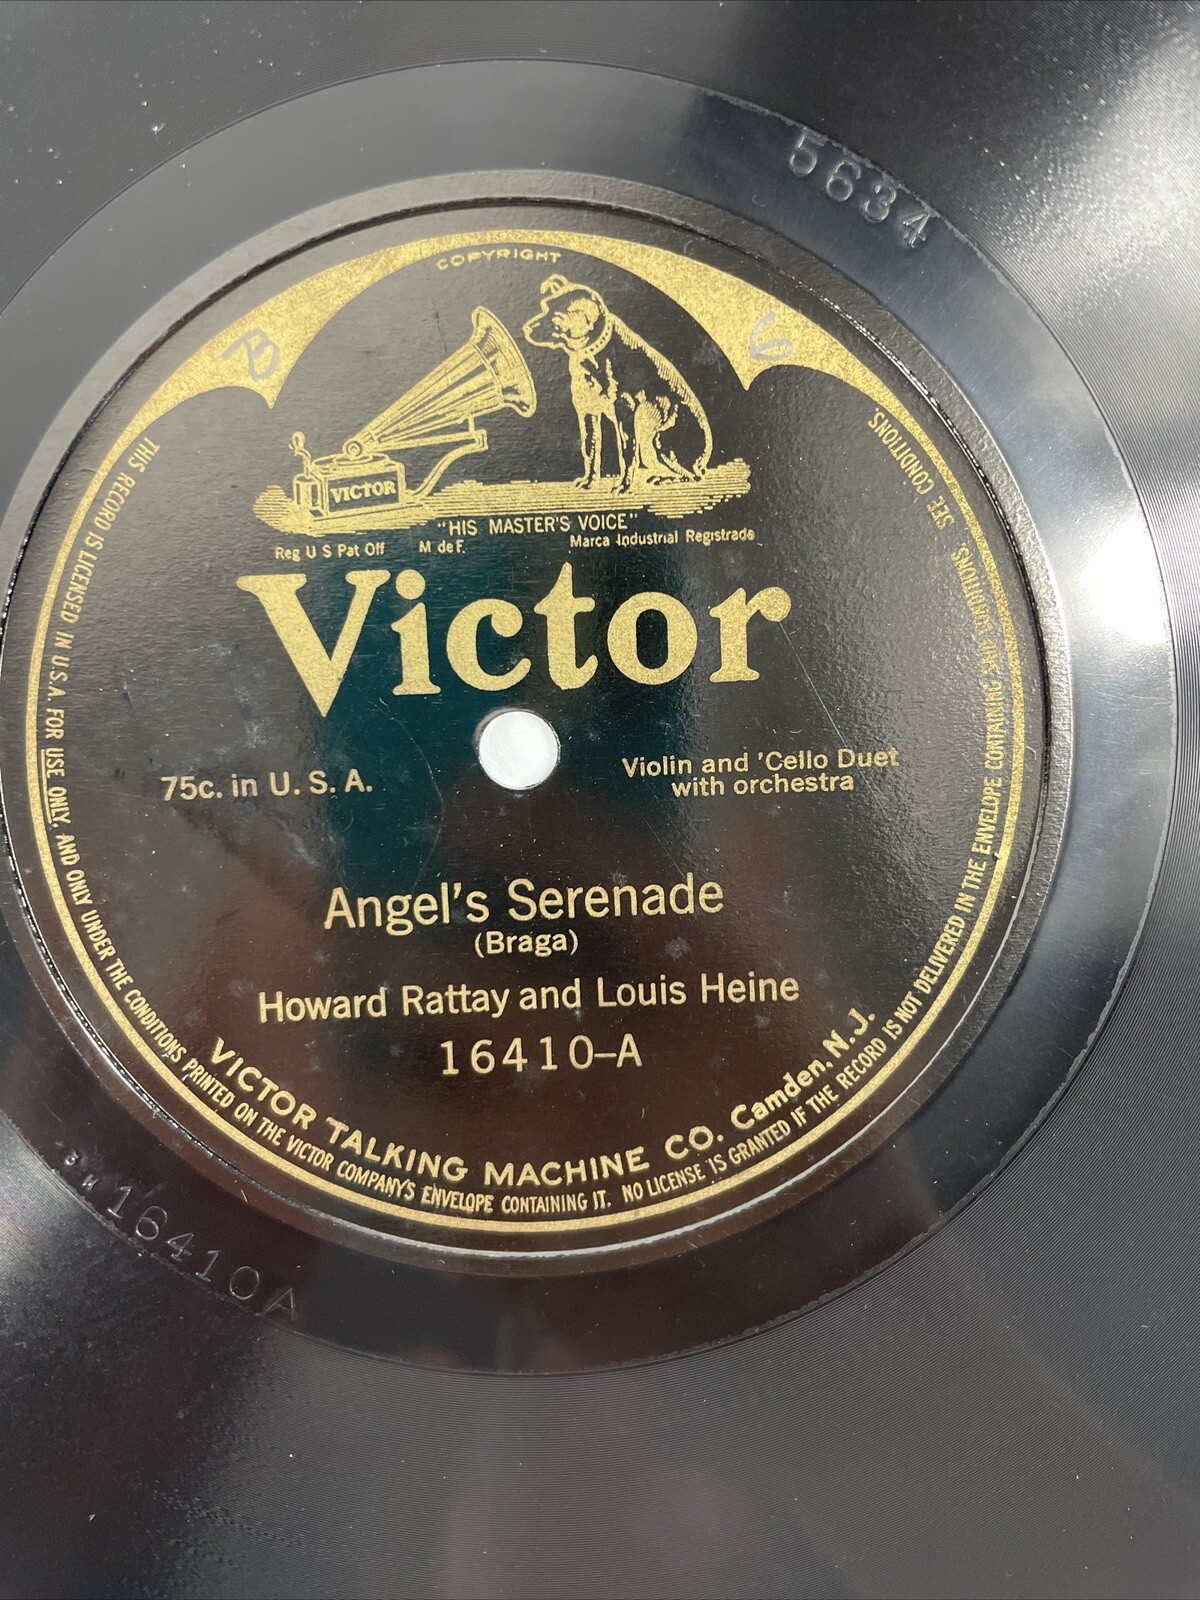 5634
COPYRIGHT
B 6
VICTOR
"HIS MASTER'S VOICE"
Reg U S Pat Off M de F. Marca Industrial Registrada
Victor
75c. in U. S. A.
Violin and 'Cello Duet
with orchestra
Angel's Serenade
(Braga)
Howard Rattay and Louis Heine
16410-A
VICTOR TALKING MACHINE CO. Camden, N. J.
THIS RECORD IS LICENSED IN U.S.A. FOR USE ONLY, AND ONLY UNDER THE CONDITIONS PRINTED ON THE VICTOR COMPANY'S ENVELOPE CONTAINING IT. NO LICENSE IS GRANTED IF THE RECORD IS NOT DELIVERED IN THE ENVELOPE CONTAINING SAID CONDITIONS. SEE CONDITIONS.
16410A